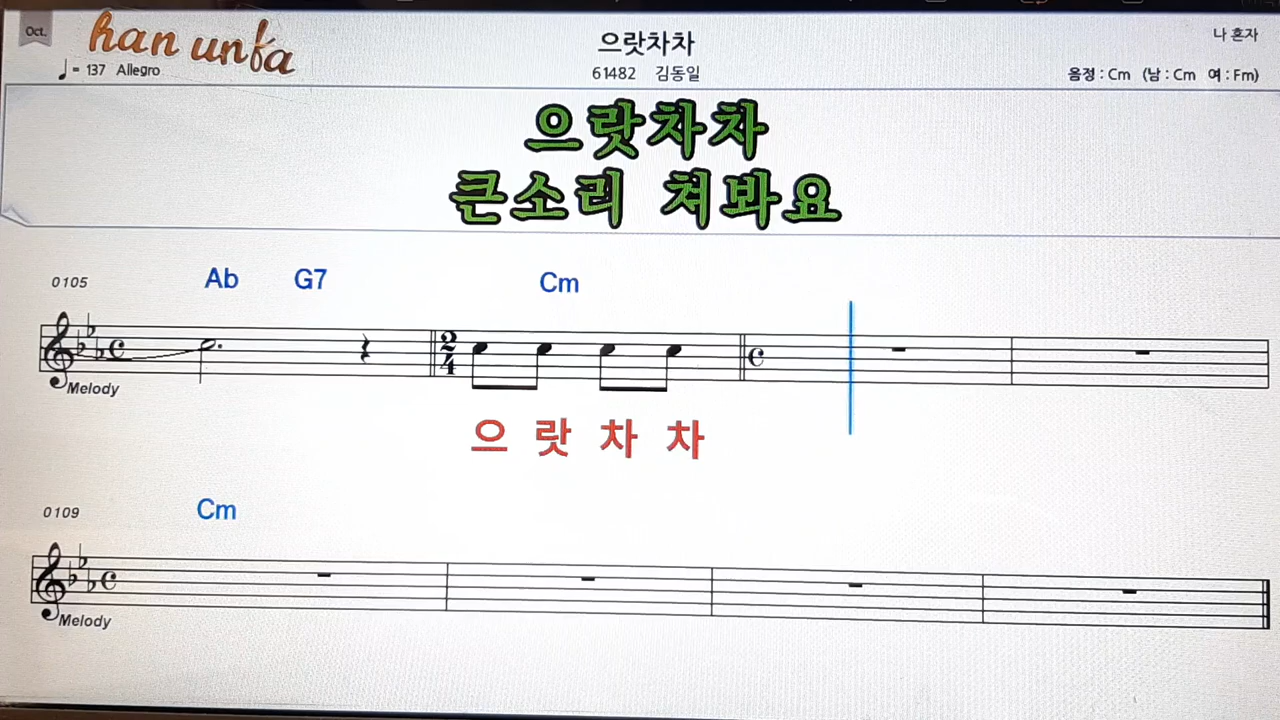 Oct.
han unfa
으랏차차
나 혼자
♩= 137 Allegro
61482 김동일
음정 : Cm (남 : Cm 여 : Fm)
으랏차차
큰소리 쳐봐요
0105 Ab G7 Cm
2
4
Melody
으 랏 차 차
0109 Cm
Melody